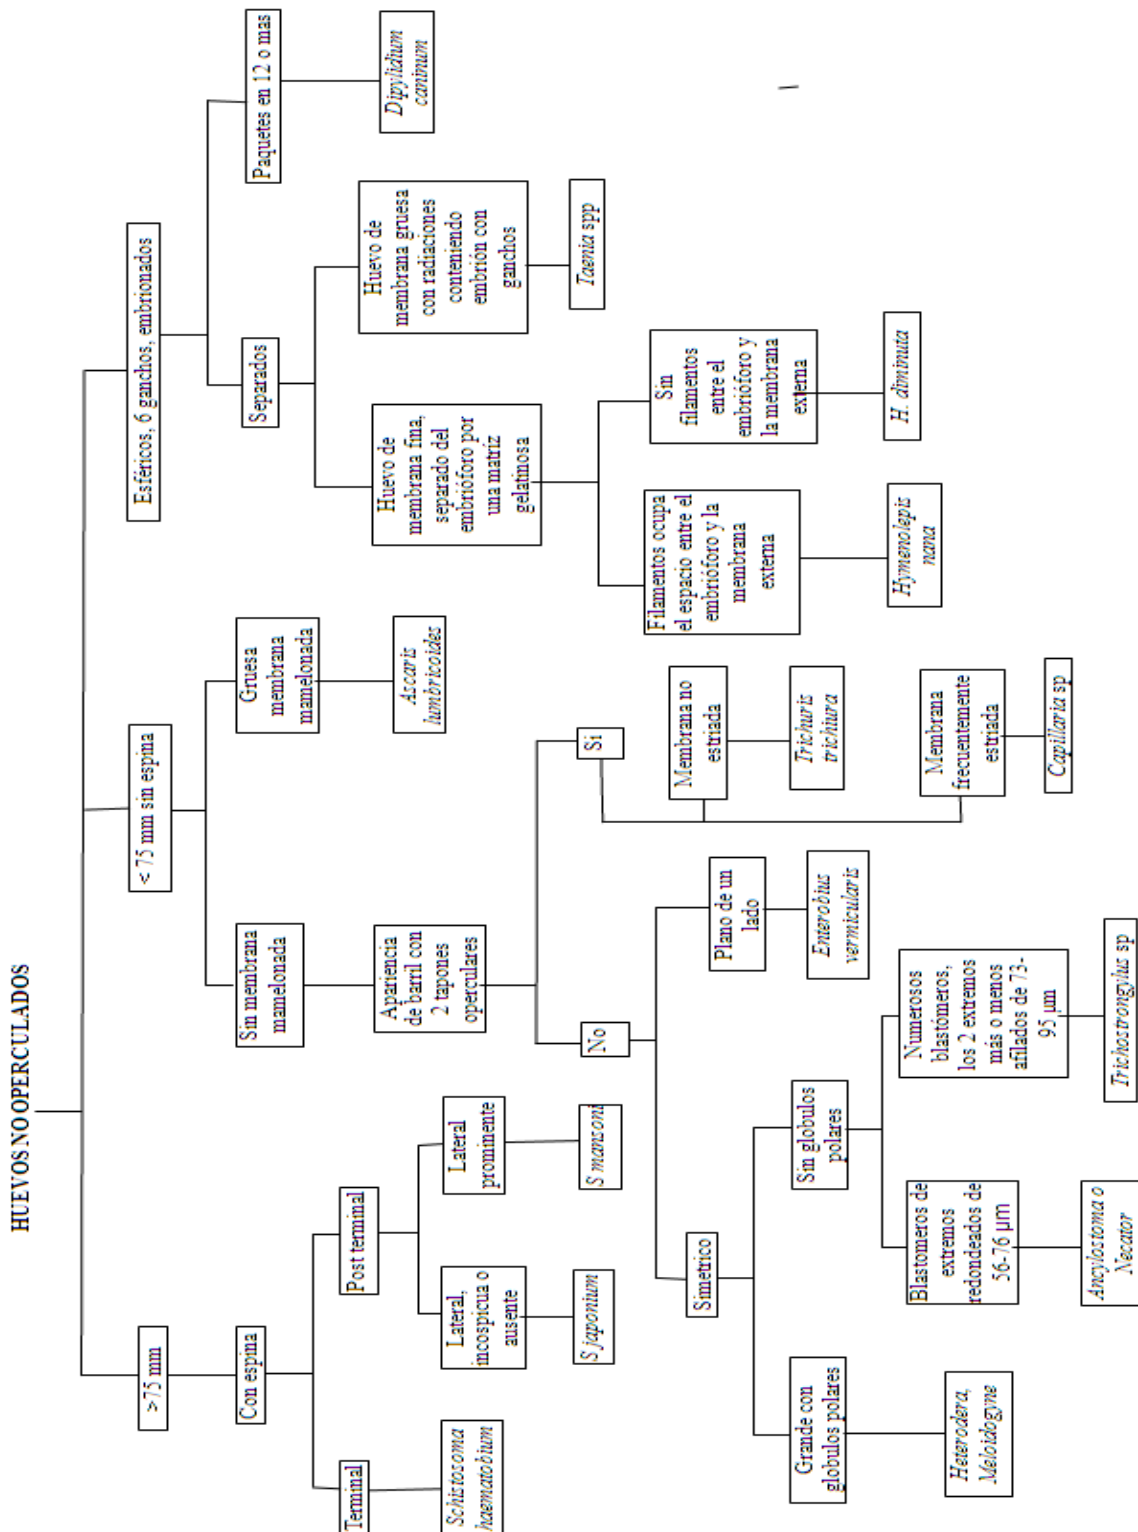 HUEVOS NO OPERCULADOS
>75 mm
Con espina
Terminal
Schistosoma
haematobium
Post terminal
Lateral,
incospicua o
ausente
S japonium
Lateral
prominente
S mansoni
< 75 mm sin espina
Sin membrana
mamelonada
Apariencia
de barril con
2 tapones
operculares
No
Simetrico
Grande con
globulos polares
Heterodera,
Meloidogyne
Sin globulos
polares
Blastomeros de
extremos
redondeados de
56-76 µm
Ancylostoma o
Necator
Numerosos
blastómeros,
los 2 extremos
más o menos
afilados de 73-
95 µm
Trichostrongylus sp
Plano de un
lado
Enterobius
vermicularis
Si
Membrana no
estriada
Trichuris
trichiura
Membrana
frecuentemente
estriada
Capillaria sp
Gruesa
membrana
mamelonada
Ascaris
lumbricoides
Esféricos, 6 ganchos, embrionados
Separados
Huevo de
membrana fina,
separado del
embrióforo por
una matríz
gelatinosa
Filamentos ocupa
el espacio entre el
embrióforo y la
membrana
externa
Hymenolepis
nana
Sin
filamentos
entre el
embrióforo y
la membrana
externa
H. diminuta
Huevo de
membrana gruesa
con radiaciones
conteniendo
embrión con
ganchos
Taenia spp
Paquetes en 12 o mas
Dipylidium
caninum